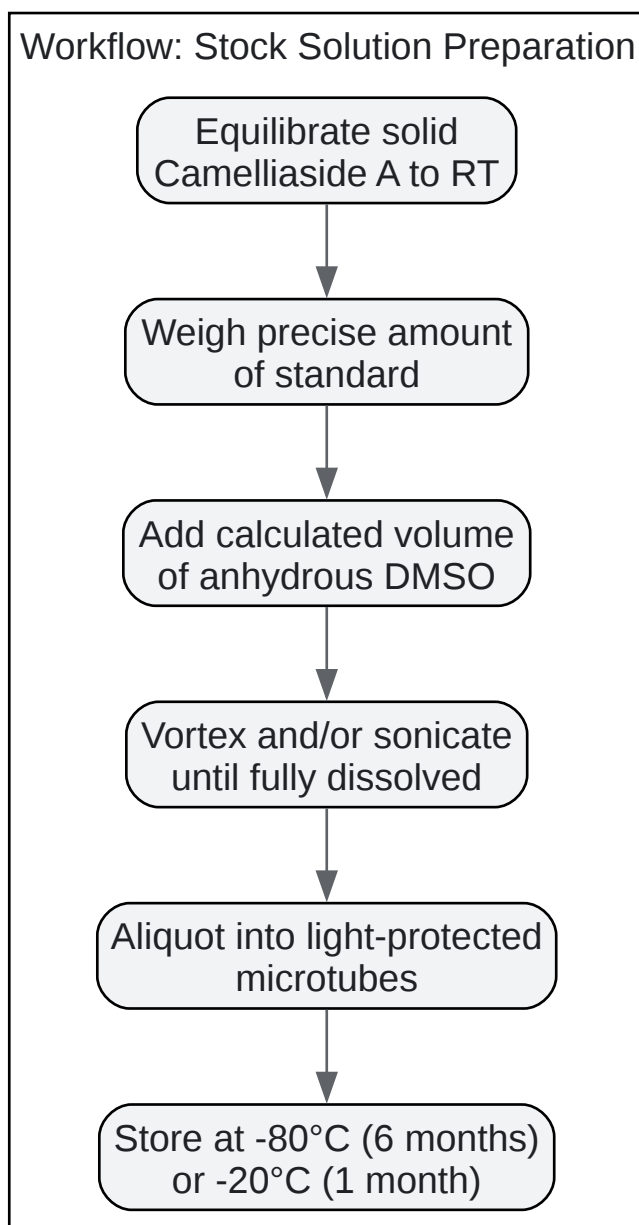 Workflow: Stock Solution Preparation
Equilibrate solid
Camelliaside A to RT
Weigh precise amount
of standard
Add calculated volume
of anhydrous DMSO
Vortex and/or sonicate
until fully dissolved
Aliquot into light-protected
microtubes
Store at -80°C (6 months)
or -20°C (1 month)